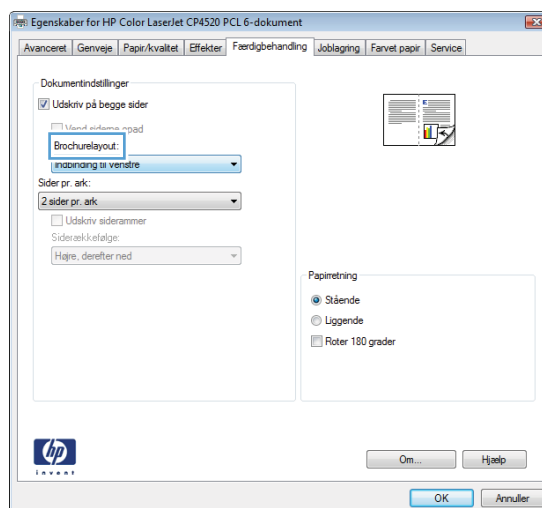 Egenskaber for HP Color LaserJet CP4520 PCL 6-dokument
Avanceret Genveje Papir/kvalitet Effekter Færdigbehandling Joblagring Farvet papir Service
Dokumentindstillinger
Udskriv på begge sider
Vend siderne opad
Brochurelayout:
Indbinding til venstre
Sider pr. ark:
2 sider pr. ark
Udskriv siderammer
Siderækkefølge:
Højre, derefter ned
Papirretning
Stående
Liggende
Roter 180 grader
hp
invent
Om... Hjælp
OK Annuller